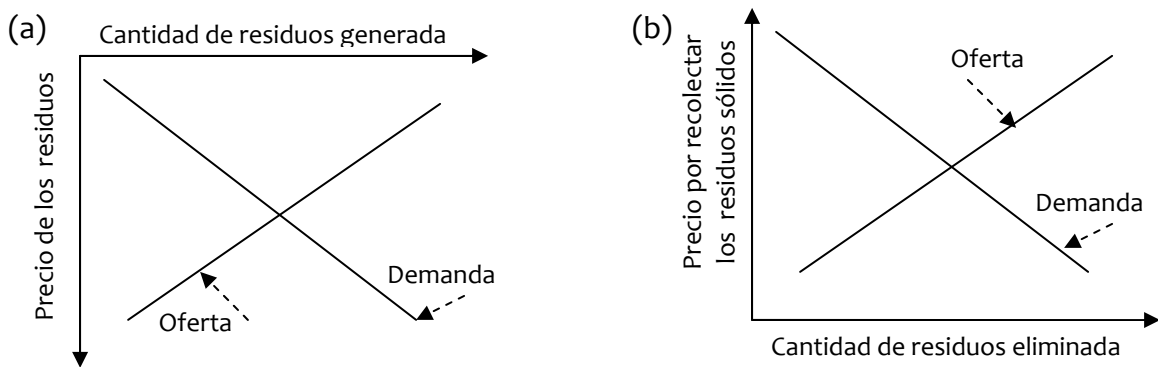 (a)
Cantidad de residuos generada
Precio de los residuos
Oferta
Demanda
(b)
Precio por recolectar
los residuos sólidos
Oferta
Demanda
Cantidad de residuos eliminada